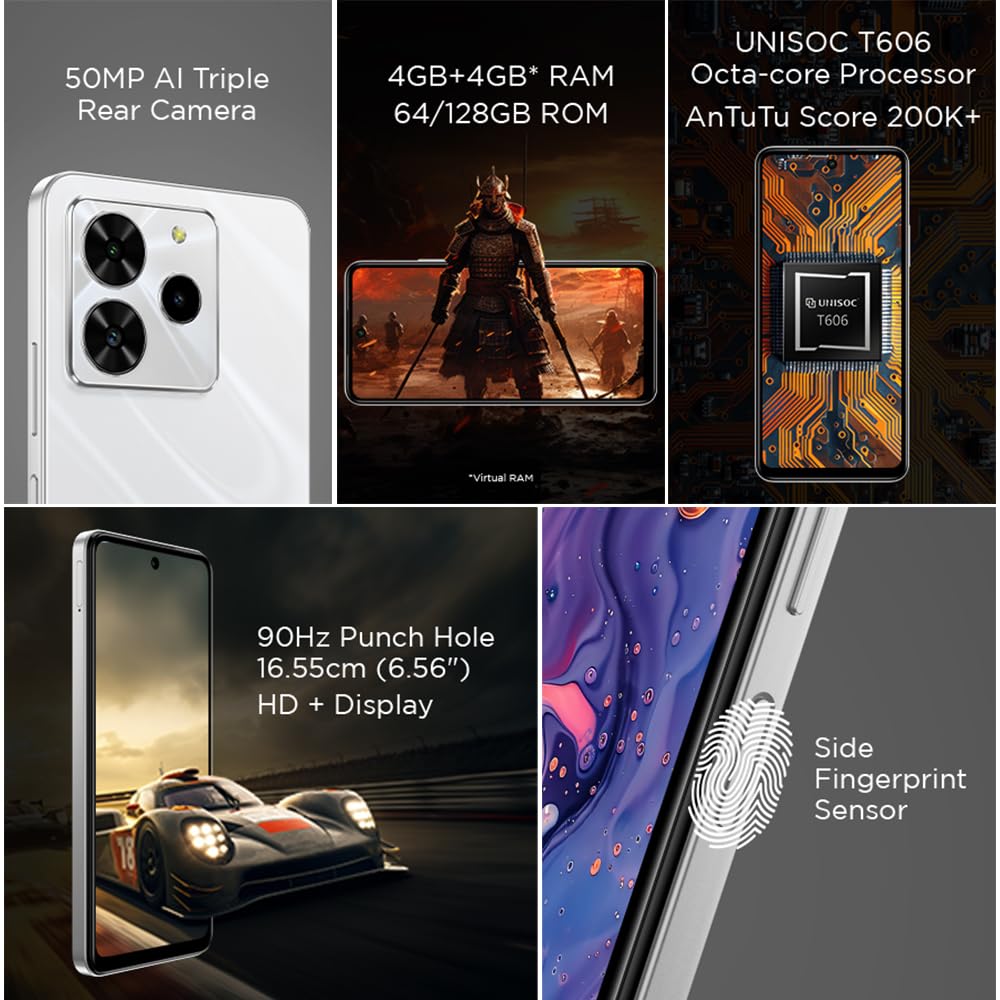 50MP AI Triple
Rear Camera
4GB+4GB* RAM
64/128GB ROM
*Virtual RAM
UNISOC T606
Octa-core Processor
AnTuTu Score 200K+
UNISOC
T606
90Hz Punch Hole
16.55cm (6.56")
HD + Display
78
Side
Fingerprint
Sensor